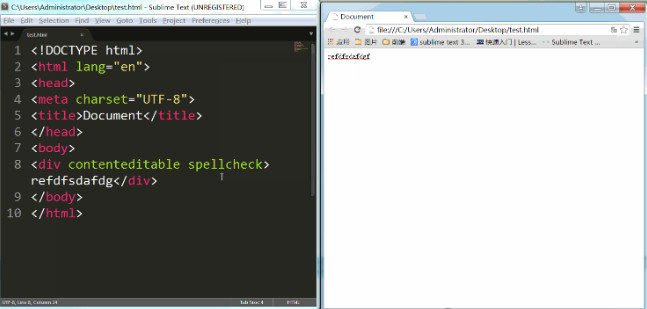 C:\Users\Administrator\Desktop\test.html - Sublime Text (UNREGISTERED)
File Edit Selection Find View Goto Tools Project Preferences Help
test.html
1 <!DOCTYPE html>
2 <html lang="en">
3 <head>
4 <meta charset="UTF-8">
5 <title>Document</title>
6 </head>
7 <body>
8 <div contenteditable spellcheck>
refdfsdafdg</div>
9 </body>
10 </html>
UTF-8, Line 8, Column 24 Tab Size: 4 HTML
Document
file:///C:/Users/Administrator/Desktop/test.html
应用 图片 前端 sublime text 3 快速入门 | Less... Sublime Text ...